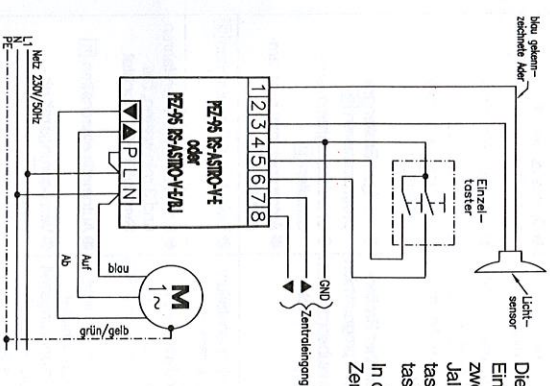 blau gekenn-
zeichnete Ader
Licht-
sensor
Einzel-
taster
1 2 3 4 5 6 7 8
PEZ-95 RS-ASTRO-V-E
oder
PEZ-95 RS-ASTRO-V-E/BJ
▼ ▲ P L N
GND
▲
▼
Zentraleingang
Netz 230V/50Hz
L1
N
PE
blau
Auf
Ab
M
1~
grün/gelb
Die
Ein
zwe
Jal
tas
tas
In d
Ze